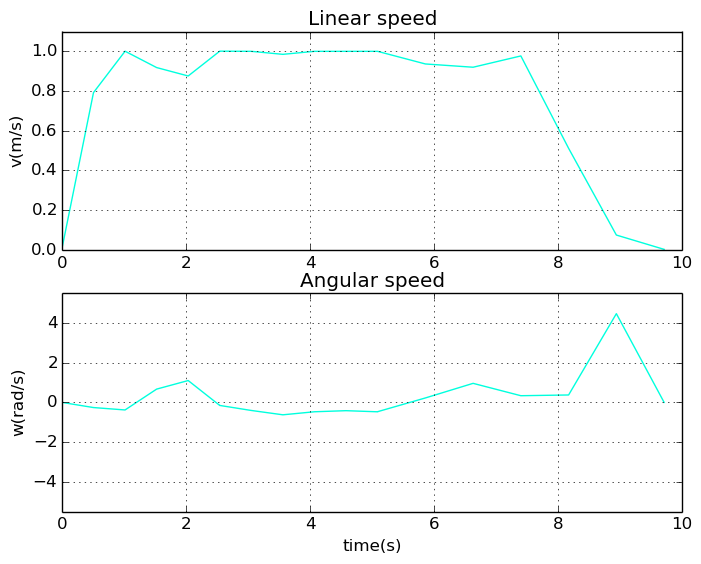 Linear speed
v(m/s)
1.0
0.8
0.6
0.4
0.2
0.0
0 2 4 6 8 10
Angular speed
w(rad/s)
4
2
0
−2
−4
0 2 4 6 8 10
time(s)